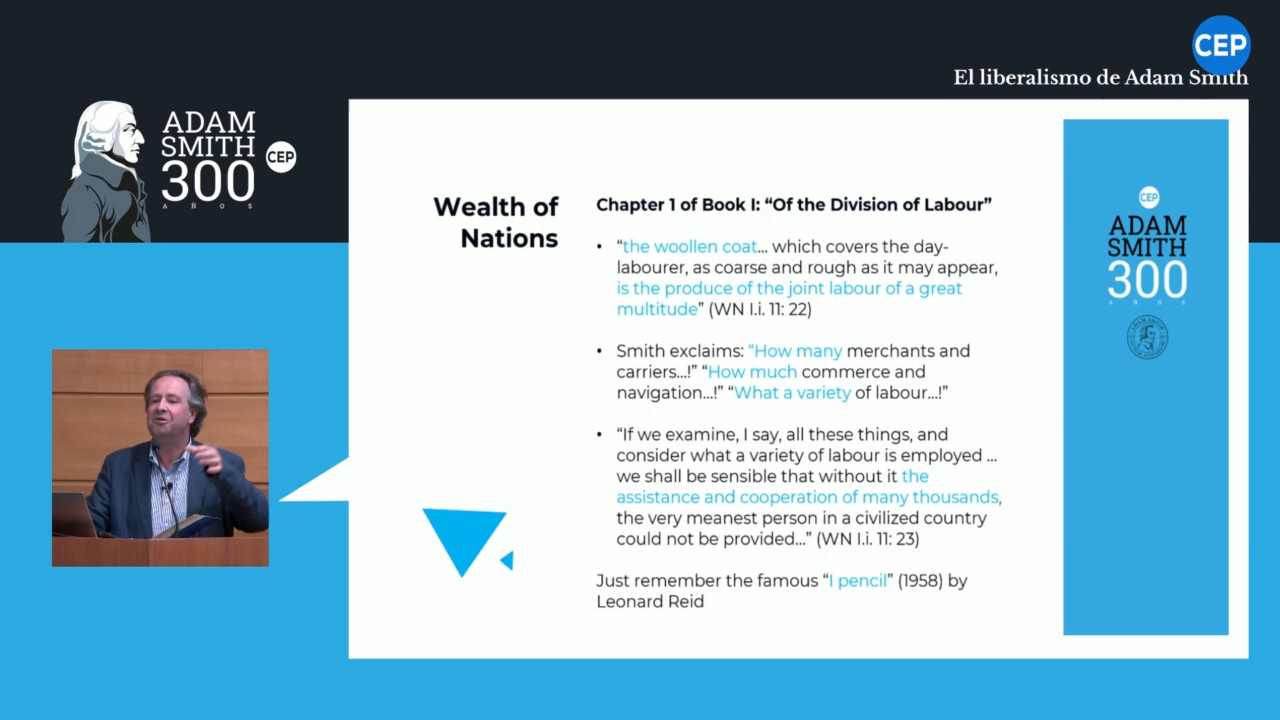 CEP
El liberalismo de Adam Smith
ADAM
SMITH
300
AÑOS
CEP
Wealth of
Nations
Chapter 1 of Book I: “Of the Division of Labour”
• “the woollen coat... which covers the day-
labourer, as coarse and rough as it may appear,
is the produce of the joint labour of a great
multitude” (WN I.i. 11: 22)
• Smith exclaims: “How many merchants and
carriers...!” “How much commerce and
navigation...!” “What a variety of labour...!”
• “If we examine, I say, all these things, and
consider what a variety of labour is employed ...
we shall be sensible that without it the
assistance and cooperation of many thousands,
the very meanest person in a civilized country
could not be provided...” (WN I.i. 11: 23)
Just remember the famous “I pencil” (1958) by
Leonard Reid
CEP
ADAM
SMITH
300
AÑOS